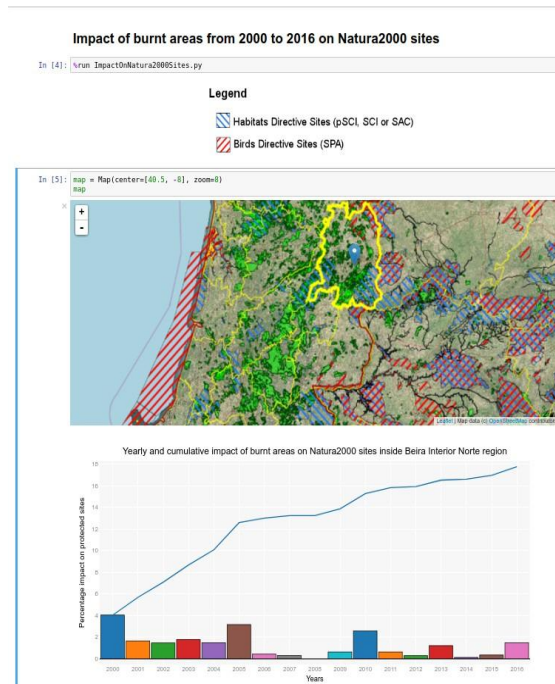 Impact of burnt areas from 2000 to 2016 on Natura2000 sites
In [4]: %run ImpactOnNatura2000Sites.py
Legend
Habitats Directive Sites (pSCI, SCI or SAC)
Birds Directive Sites (SPA)
In [5]: map = Map(center=[40.5, -8], zoom=8)
map
+
-
Leaflet | Map data (c) OpenStreetMap contributors
Yearly and cumulative impact of burnt areas on Natura2000 sites inside Beira Interior Norte region
18
16
14
12
10
8
6
4
2
0
Percentage impact on protected sites
2000 2001 2002 2003 2004 2005 2006 2007 2008 2009 2010 2011 2012 2013 2014 2015 2016
Years